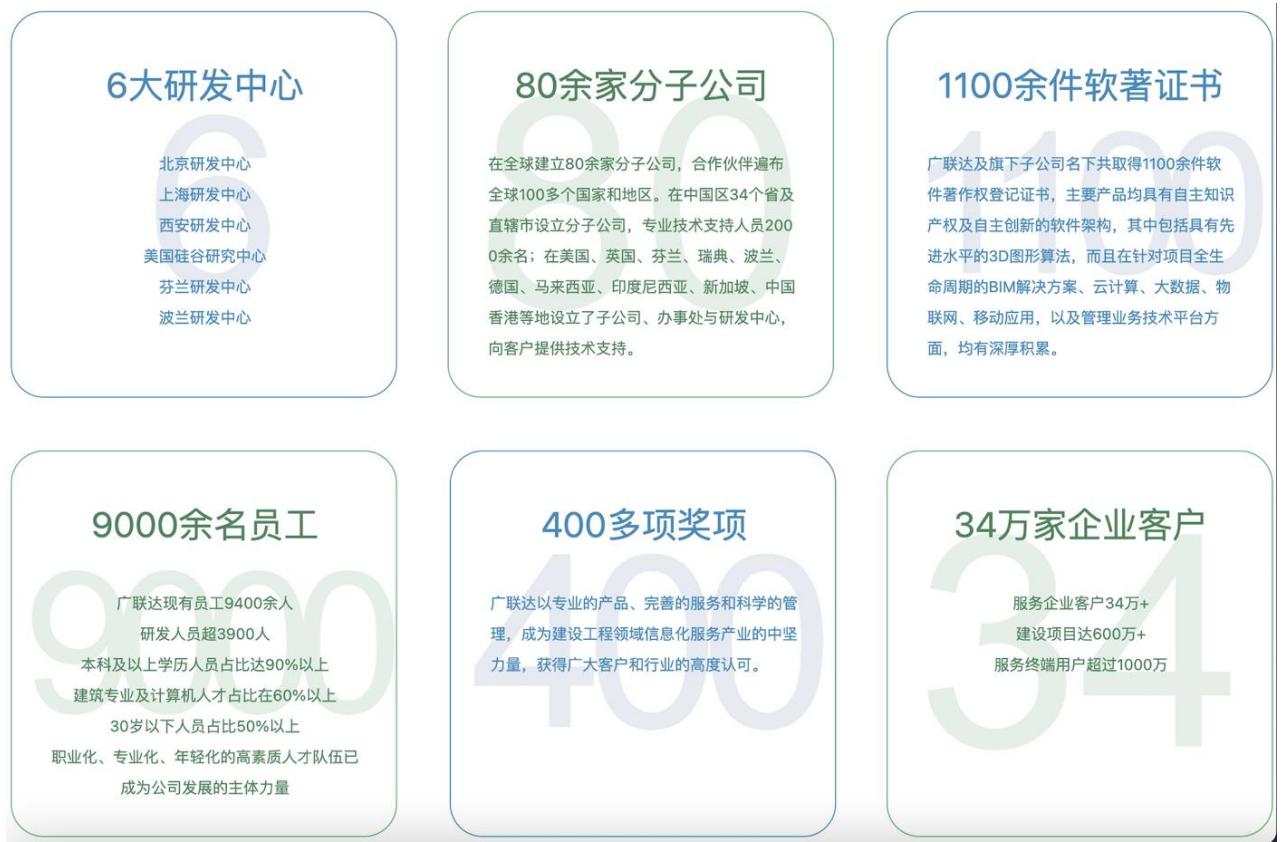 6大研发中心
6
北京研发中心
上海研发中心
西安研发中心
美国硅谷研究中心
芬兰研发中心
波兰研发中心
80余家分子公司
80
在全球建立80余家分子公司，合作伙伴遍布
全球100多个国家和地区。在中国区34个省及
直辖市设立分子公司，专业技术支持人员200
0余名；在美国、英国、芬兰、瑞典、波兰、
德国、马来西亚、印度尼西亚、新加坡、中国
香港等地设立了子公司、办事处与研发中心，
向客户提供技术支持。
1100余件软著证书
1100
广联达及旗下子公司名下共取得1100余件软
件著作权登记证书，主要产品均具有自主知识
产权及自主创新的软件架构，其中包括具有先
进水平的3D图形算法，而且在针对项目全生
命周期的BIM解决方案、云计算、大数据、物
联网、移动应用，以及管理业务技术平台方
面，均有深厚积累。
9000余名员工
9000
广联达现有员工9400余人
研发人员超3900人
本科及以上学历人员占比达90%以上
建筑专业及计算机人才占比在60%以上
30岁以下人员占比50%以上
职业化、专业化、年轻化的高素质人才队伍已
成为公司发展的主体力量
400多项奖项
400
广联达以专业的产品、完善的服务和科学的管
理，成为建设工程领域信息化服务产业的中坚
力量，获得广大客户和行业的高度认可。
34万家企业客户
34
服务企业客户34万+
建设项目达600万+
服务终端用户超过1000万